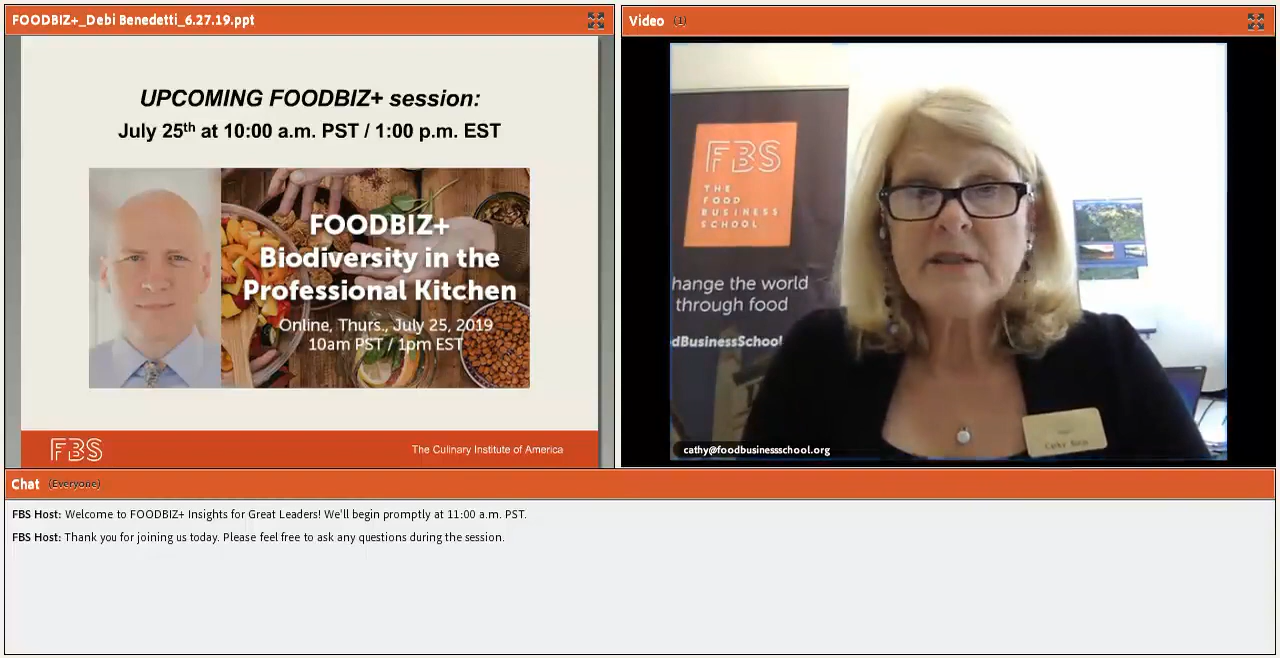 FOODBIZ+_Debi Benedetti_6.27.19.ppt
UPCOMING FOODBIZ+ session:
July 25th at 10:00 a.m. PST / 1:00 p.m. EST
FOODBIZ+
Biodiversity in the
Professional Kitchen
Online, Thurs., July 25, 2019
10am PST / 1pm EST
FBS
The Culinary Institute of America
Video (1)
FBS
THE
FOOD
BUSINESS
SCHOOL
hange the world
through food
dBusinessSchool
cathy@foodbusinessschool.org
Chat (Everyone)
FBS Host: Welcome to FOODBIZ+ Insights for Great Leaders! We'll begin promptly at 11:00 a.m. PST.
FBS Host: Thank you for joining us today. Please feel free to ask any questions during the session.